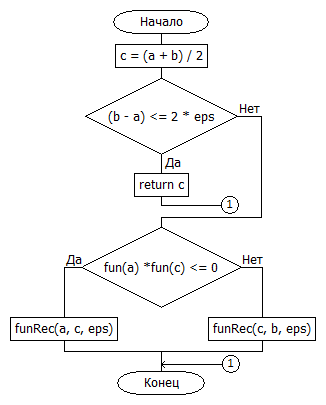 Начало
c = (a + b) / 2
(b - a) <= 2 * eps
Нет
Да
return c
1
Да
fun(a) *fun(c) <= 0
Нет
funRec(a, c, eps)
funRec(c, b, eps)
1
Конец